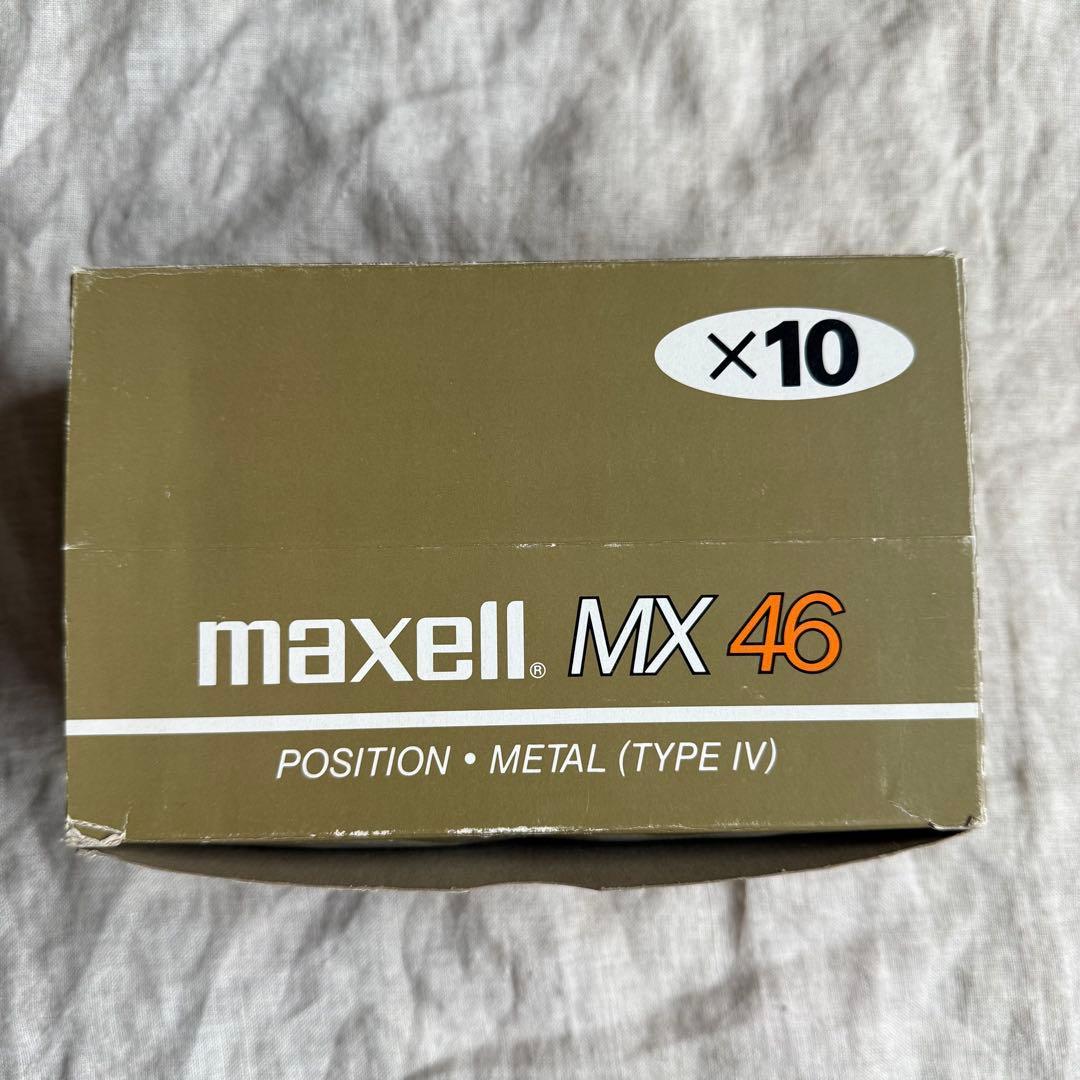 ×10
maxell® MX 46
POSITION • METAL (TYPE IV)